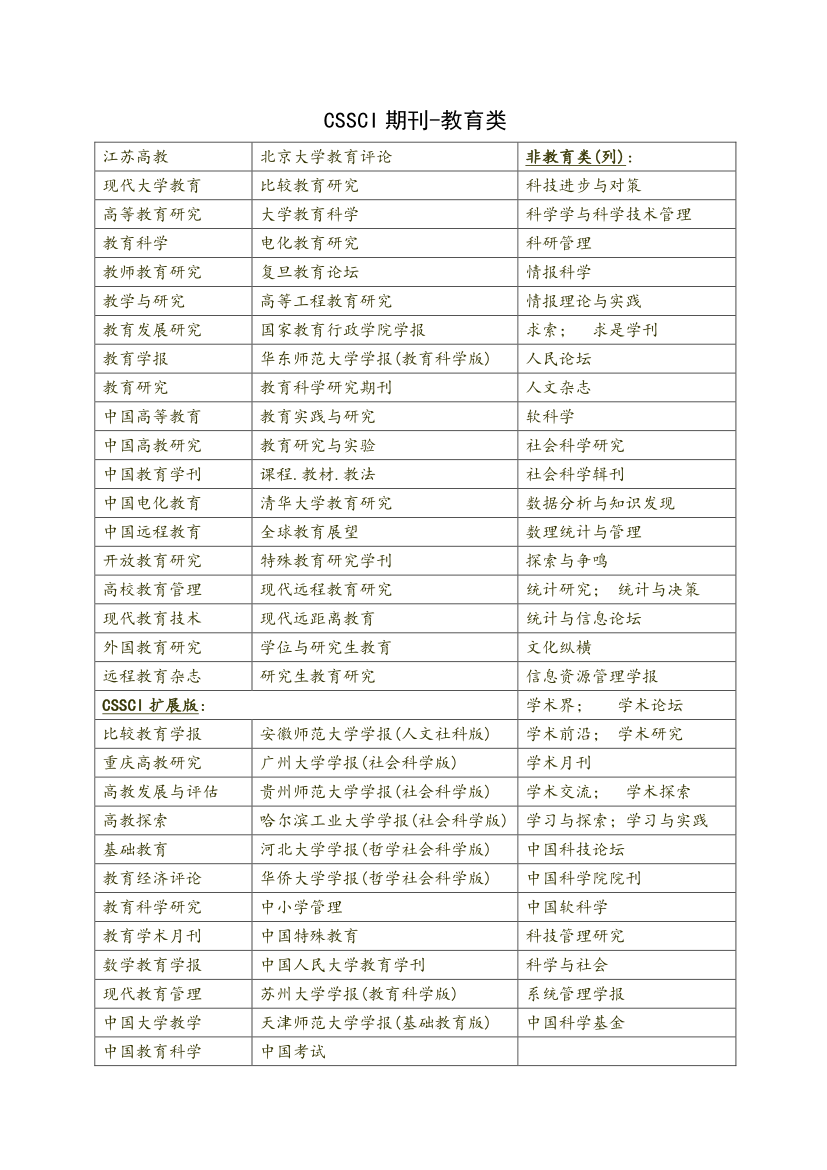 CSSCI 期刊-教育类
江苏高教 北京大学教育评论 非教育类(列):
现代大学教育 比较教育研究 科技进步与对策
高等教育研究 大学教育科学 科学学与科学技术管理
教育科学 电化教育研究 科研管理
教师教育研究 复旦教育论坛 情报科学
教学与研究 高等工程教育研究 情报理论与实践
教育发展研究 国家教育行政学院学报 求索; 求是学刊
教育学报 华东师范大学学报(教育科学版) 人民论坛
教育研究 教育科学研究期刊 人文杂志
中国高等教育 教育实践与研究 软科学
中国高教研究 教育研究与实验 社会科学研究
中国教育学刊 课程.教材.教法 社会科学辑刊
中国电化教育 清华大学教育研究 数据分析与知识发现
中国远程教育 全球教育展望 数理统计与管理
开放教育研究 特殊教育研究学刊 探索与争鸣
高校教育管理 现代远程教育研究 统计研究; 统计与决策
现代教育技术 现代远距离教育 统计与信息论坛
外国教育研究 学位与研究生教育 文化纵横
远程教育杂志 研究生教育研究 信息资源管理学报
CSSCI 扩展版: 学术界; 学术论坛
比较教育学报 安徽师范大学学报(人文社科版) 学术前沿; 学术研究
重庆高教研究 广州大学学报(社会科学版) 学术月刊
高教发展与评估 贵州师范大学学报(社会科学版) 学术交流; 学术探索
高教探索 哈尔滨工业大学学报(社会科学版) 学习与探索;学习与实践
基础教育 河北大学学报(哲学社会科学版) 中国科技论坛
教育经济评论 华侨大学学报(哲学社会科学版) 中国科学院院刊
教育科学研究 中小学管理 中国软科学
教育学术月刊 中国特殊教育 科技管理研究
数学教育学报 中国人民大学教育学刊 科学与社会
现代教育管理 苏州大学学报(教育科学版) 系统管理学报
中国大学教学 天津师范大学学报(基础教育版) 中国科学基金
中国教育科学 中国考试